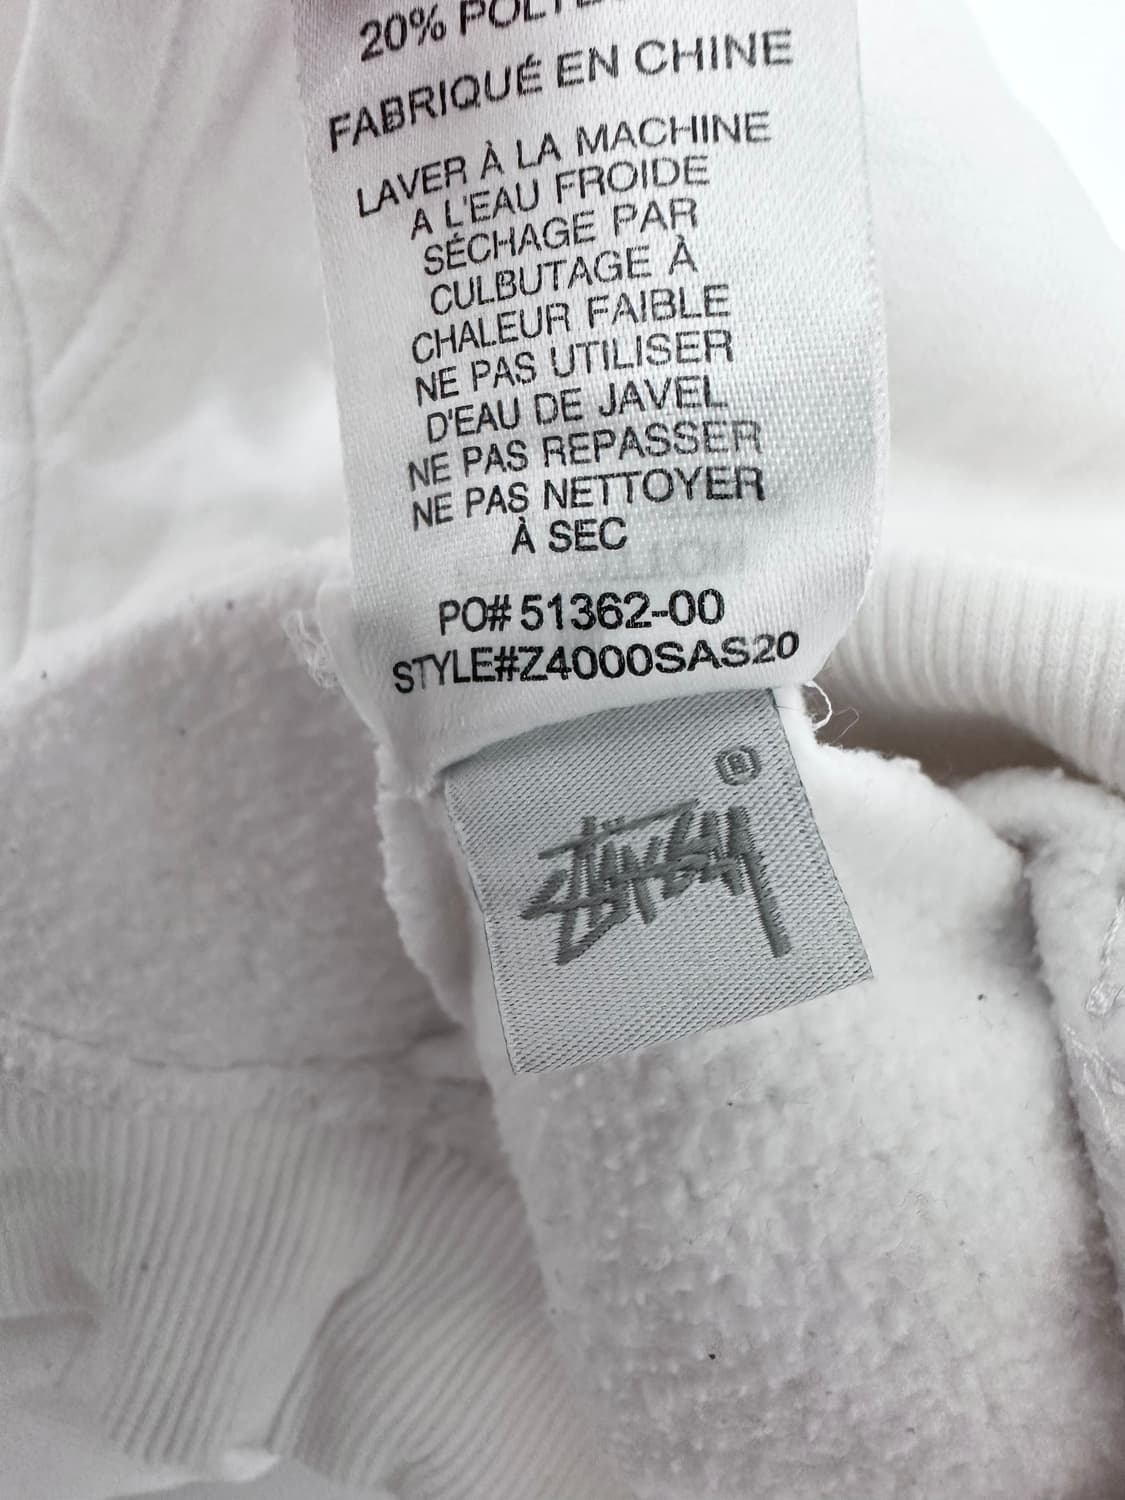 20%
FABRIQUÉ EN CHINE
LAVER À LA MACHINE
A L'EAU FROIDE
SÉCHAGE PAR
CULBUTAGE À
CHALEUR FAIBLE
NE PAS UTILISER
D'EAU DE JAVEL
NE PAS REPASSER
NE PAS NETTOYER
À SEC
PO# 51362-00
STYLE#Z4000SAS20
®
Stüssy